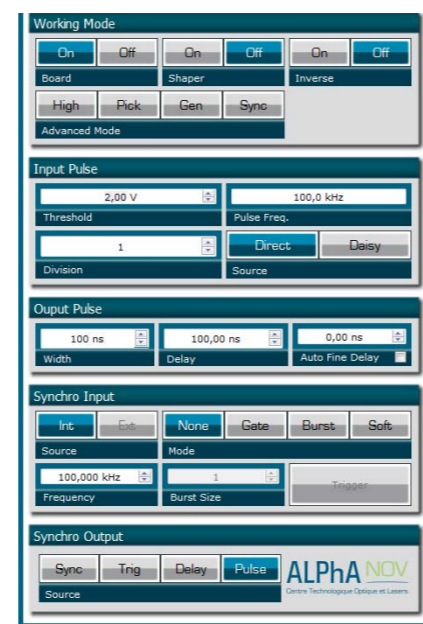 Working Mode
On Off On Off On Off
Board Shaper Inverse
High Pick Gen Sync
Advanced Mode
Input Pulse
2,00 V 100,0 kHz
Threshold Pulse Freq.
1 Direct Daisy
Division Source
Ouput Pulse
100 ns 100,00 ns 0,00 ns
Width Delay Auto Fine Delay
Synchro Input
Int Ext None Gate Burst Soft
Source Mode
100,000 kHz 1 Trigger
Frequency Burst Size
Synchro Output
Sync Trig Delay Pulse ALPhA NOV
Source Centre Technologique Optique et Lasers